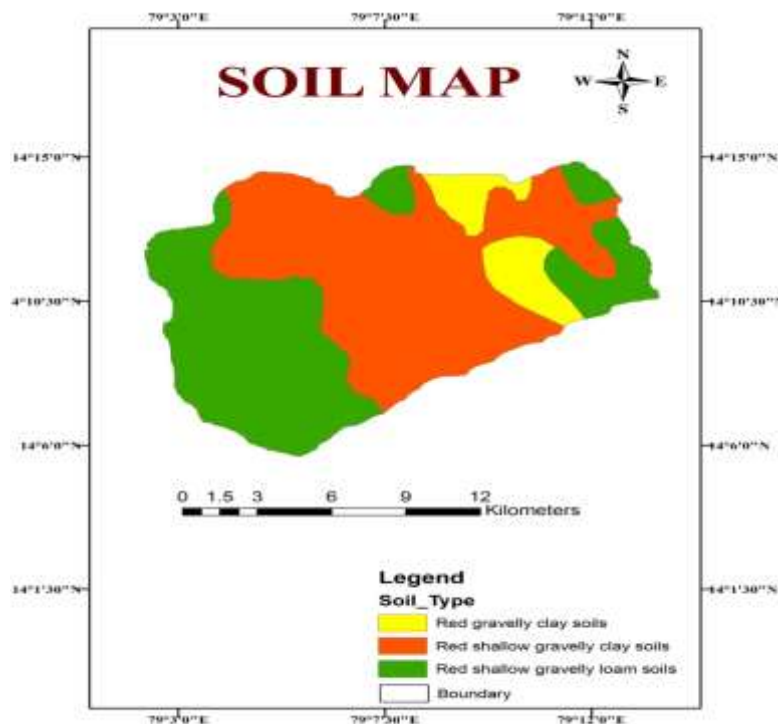 79°3'0"E 79°7'30"E 79°12'0"E
SOIL MAP
N
W E
S
14°15'0"N 14°15'0"N
4°10'30"N 14°10'30"N
14°6'0"N 14°6'0"N
0 1.5 3 6 9 12
Kilometers
14°1'30"N 14°1'30"N
Legend
Soil_Type
Red gravelly clay soils
Red shallow gravelly clay soils
Red shallow gravelly loam soils
Boundary
79°3'0"E 79°7'30"E 79°12'0"E